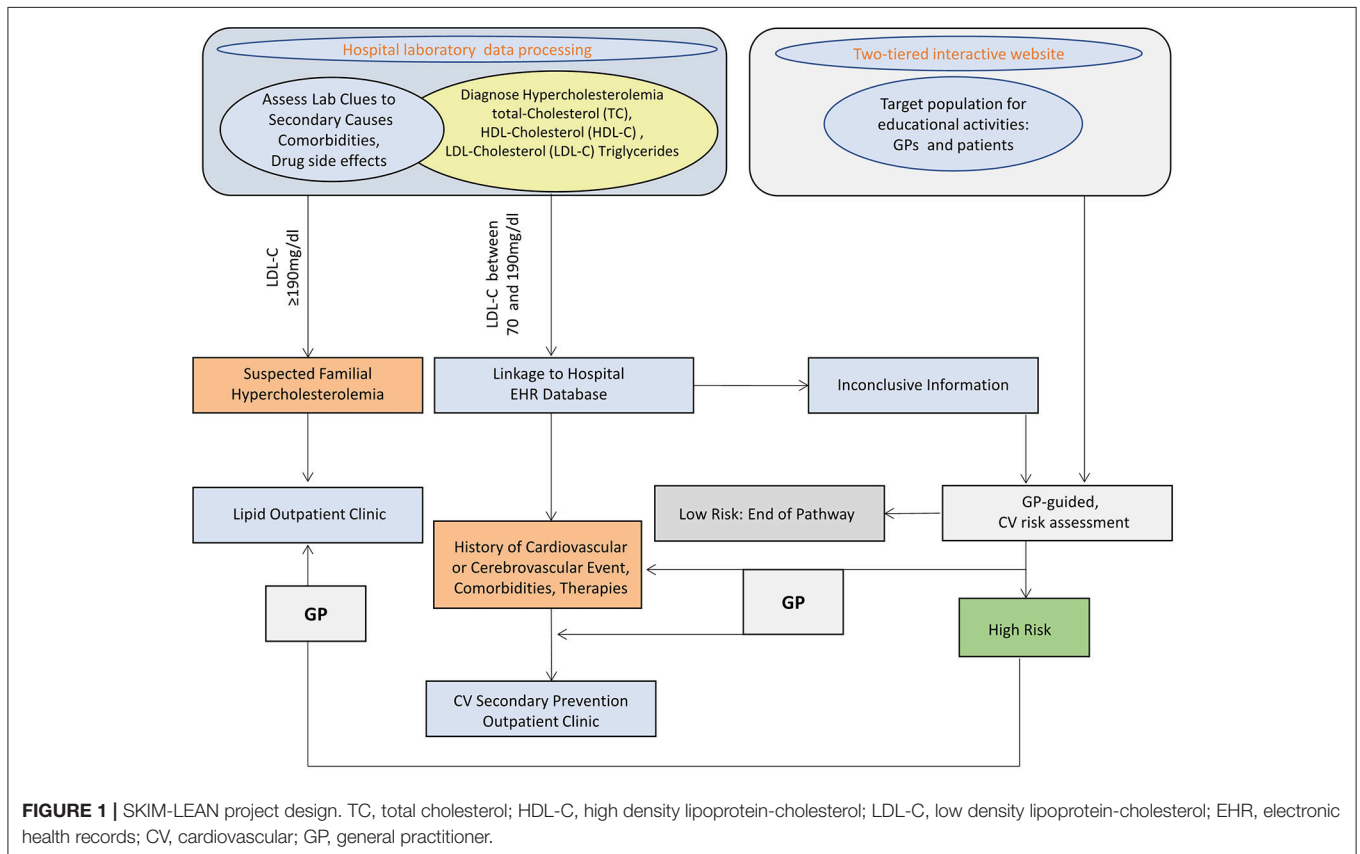 Hospital laboratory data processing
Assess Lab Clues to
Secondary Causes
Comorbidities,
Drug side effects
Diagnose Hypercholesterolemia
total-Cholesterol (TC),
HDL-Cholesterol (HDL-C) ,
LDL-Cholesterol (LDL-C) Triglycerides
Two-tiered interactive website
Target population for
educational activities:
GPs and patients
LDL-C
≥190mg/dl
LDL-C between
70 and 190mg/dl
Suspected Familial
Hypercholesterolemia
Linkage to Hospital
EHR Database
Inconclusive Information
Lipid Outpatient Clinic
Low Risk: End of Pathway
GP-guided,
CV risk assessment
History of Cardiovascular
or Cerebrovascular Event,
Comorbidities, Therapies
GP
GP
High Risk
CV Secondary Prevention
Outpatient Clinic
FIGURE 1 | SKIM-LEAN project design. TC, total cholesterol; HDL-C, high density lipoprotein-cholesterol; LDL-C, low density lipoprotein-cholesterol; EHR, electronic
health records; CV, cardiovascular; GP, general practitioner.